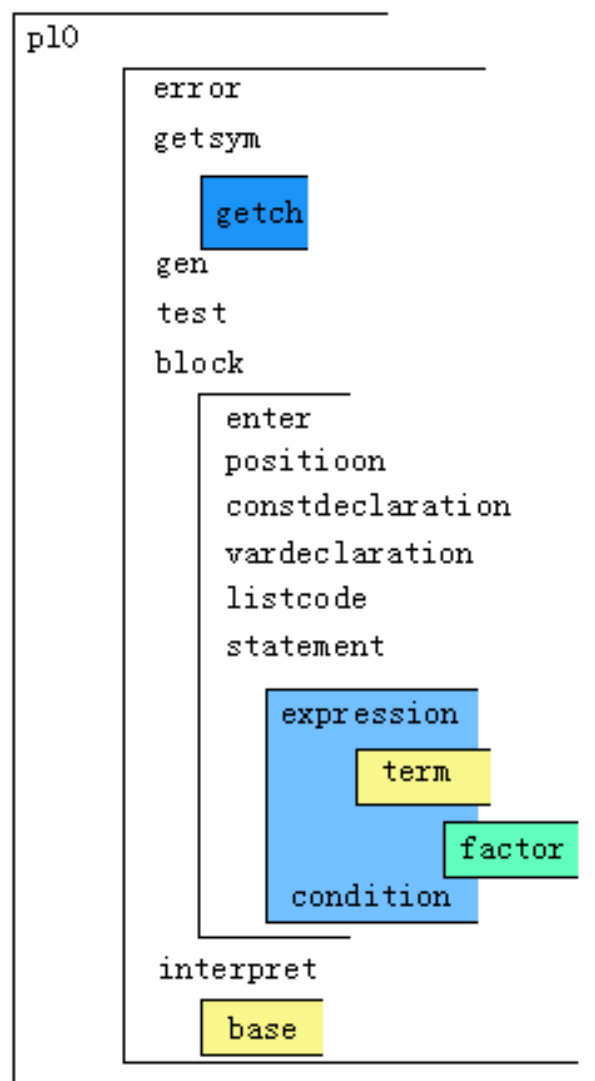 pl0
error
getsym
getch
gen
test
block
enter
positioon
constdeclaration
vardeclaration
listcode
statement
expression
term
factor
condition
interpret
base